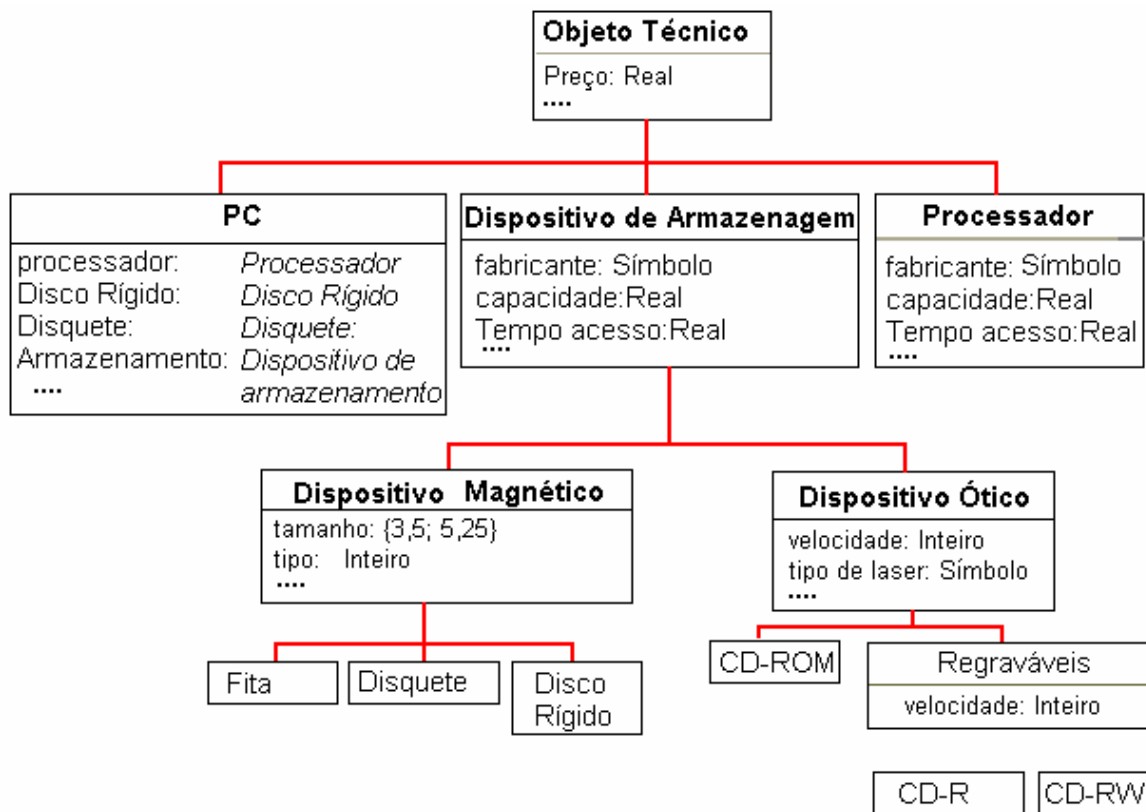 Objeto Técnico
Preço: Real
....
PC
processador: Processador
Disco Rígido: Disco Rígido
Disquete: Disquete:
Armazenamento: Dispositivo de
.... armazenamento
Dispositivo de Armazenagem
fabricante: Símbolo
capacidade:Real
Tempo acesso:Real
....
Processador
fabricante: Símbolo
capacidade:Real
Tempo acesso:Real
....
Dispositivo Magnético
tamanho: {3,5; 5,25}
tipo: Inteiro
....
Dispositivo Ótico
velocidade: Inteiro
tipo de laser: Símbolo
....
Fita
Disquete
Disco
Rígido
CD-ROM
Regraváveis
velocidade: Inteiro
CD-R
CD-RW